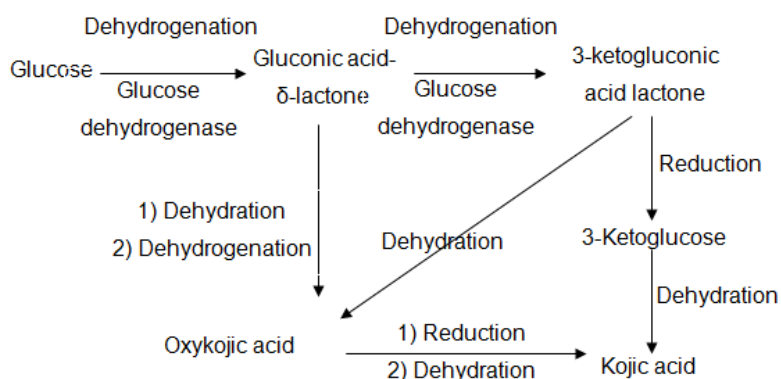 Dehydrogenation
Dehydrogenation
Glucose
Gluconic acid-
δ-lactone
3-ketogluconic
acid lactone
Glucose
dehydrogenase
Glucose
dehydrogenase
Reduction
1) Dehydration
2) Dehydrogenation
Dehydration
3-Ketoglucose
Dehydration
Oxykojic acid
1) Reduction
2) Dehydration
Kojic acid